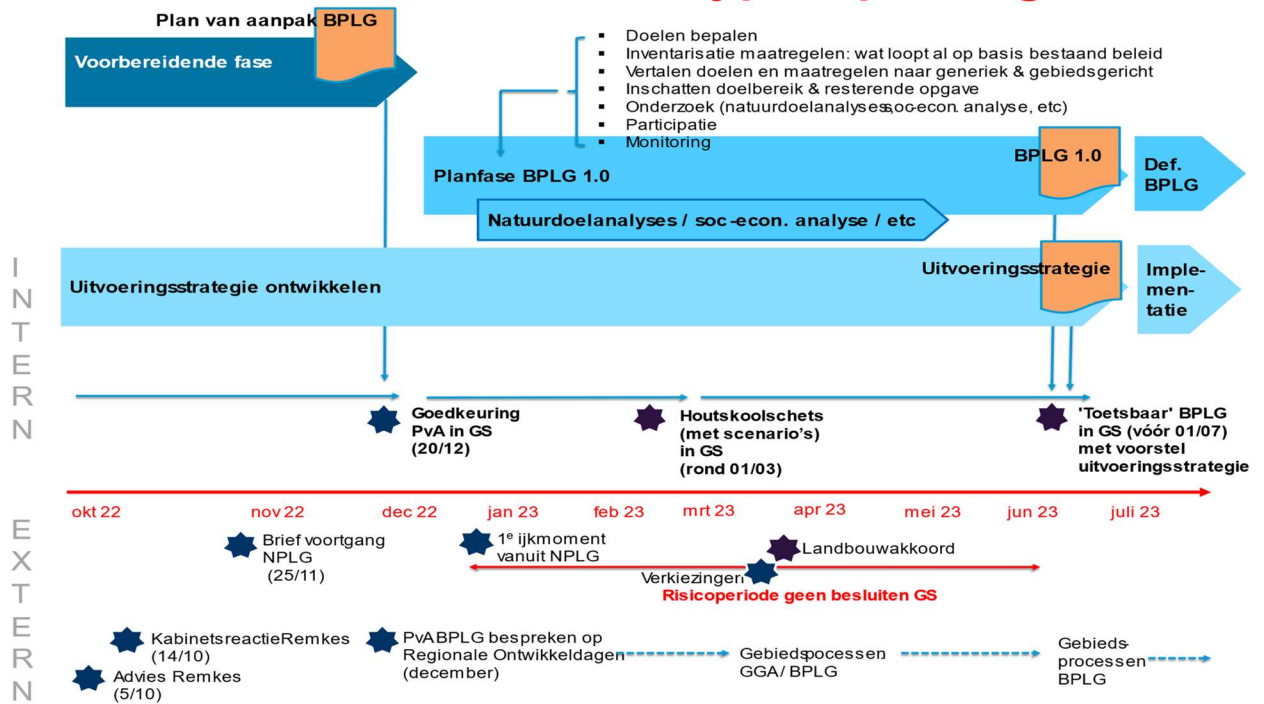 Plan van aanpak BPLG
Voorbereidende fase
▪ Doelen bepalen
▪ Inventarisatie maatregelen: wat loopt al op basis bestaand beleid
▪ Vertalen doelen en maatregelen naar generiek & gebiedsgericht
▪ Inschatten doelbereik & resterende opgave
▪ Onderzoek (natuurdoelanalyses,soc-econ. analyse, etc)
▪ Participatie
▪ Monitoring
Planfase BPLG 1.0
BPLG 1.0
Def.
BPLG
Natuurdoelanalyses / soc-econ. analyse / etc
INTERN
Uitvoeringsstrategie ontwikkelen
Uitvoeringsstrategie
Imple-
men-
tatie
Goedkeuring
PvA in GS
(20/12)
Houtskoolschets
(met scenario's)
in GS
(rond 01/03)
'Toetsbaar' BPLG
in GS (vóór 01/07)
met voorstel
uitvoeringsstrategie
okt 22 nov 22 dec 22 jan 23 feb 23 mrt 23 apr 23 mei 23 jun 23 juli 23
EXTERN
Brief voortgang
NPLG
(25/11)
1e ijkmoment
vanuit NPLG
Landbouwakkoord
Verkiezingen
Risicoperiode geen besluiten GS
KabinetsreactieRemkes
(14/10)
Advies Remkes
(5/10)
PvABPLG bespreken op
Regionale Ontwikkeldagen
(december)
Gebiedspocessen
GGA/ BPLG
Gebieds-
processen
BPLG